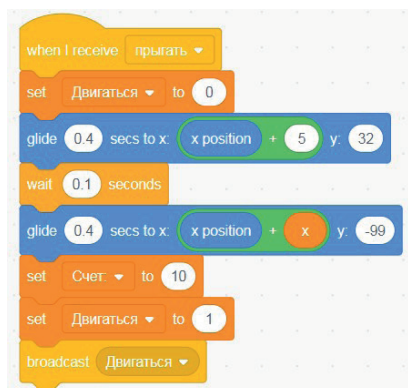 when I receive прыгать
set Двигаться to 0
glide 0.4 secs to x: x position + 5 y: 32
wait 0.1 seconds
glide 0.4 secs to x: x position + x y: -99
set Счет: to 10
set Двигаться to 1
broadcast Двигаться